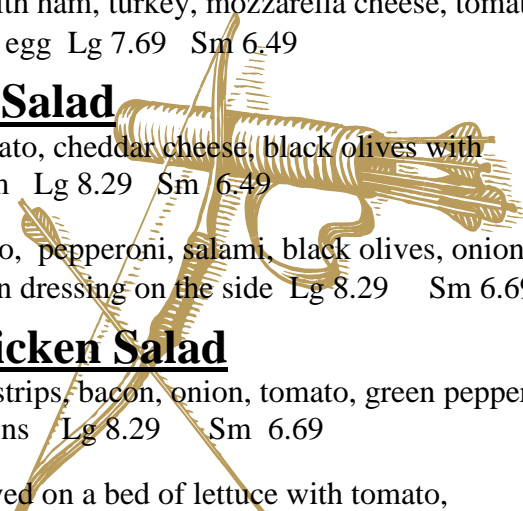 ith ham, turkey, mozzarella cheese, tomat
egg Lg 7.69 Sm 6.49
Salad
ato, cheddar cheese, black olives with
Lg 8.29 Sm 6.49
o, pepperoni, salami, black olives, onion
n dressing on the side Lg 8.29 Sm 6.69
icken Salad
strips, bacon, onion, tomato, green pepper
ns Lg 8.29 Sm 6.69
ved on a bed of lettuce with tomato,